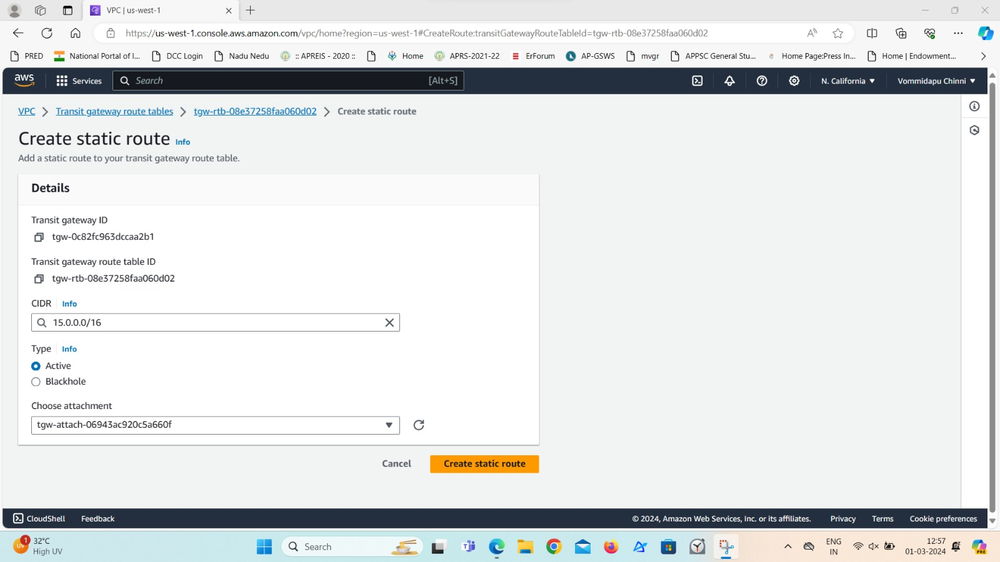 VPC | us-west-1
https://us-west-1.console.aws.amazon.com/vpc/home?region=us-west-1#CreateRoute:transitGatewayRouteTableId=tgw-rtb-08e37258faa060d02
PRED National Portal of I... DCC Login Nadu Nedu :: APREIS - 2020 :: Home APRS-2021-22 ErForum AP-GSWS mvgr APPSC General Stu... Home Page:Press In... Home | Endowment...
aws Services Search [Alt+S] N. California Vommidapu Chinni
VPC Transit gateway route tables tgw-rtb-08e37258faa060d02 Create static route
Create static route Info
Add a static route to your transit gateway route table.
Details
Transit gateway ID
tgw-0c82fc963dccaa2b1
Transit gateway route table ID
tgw-rtb-08e37258faa060d02
CIDR Info
15.0.0.0/16
Type Info
Active
Blackhole
Choose attachment
tgw-attach-06943ac920c5a660f
Cancel Create static route
CloudShell Feedback © 2024, Amazon Web Services, Inc. or its affiliates. Privacy Terms Cookie preferences
UV 1 32°C
High UV
Search
ENG
IN
12:57
01-03-2024
PRE